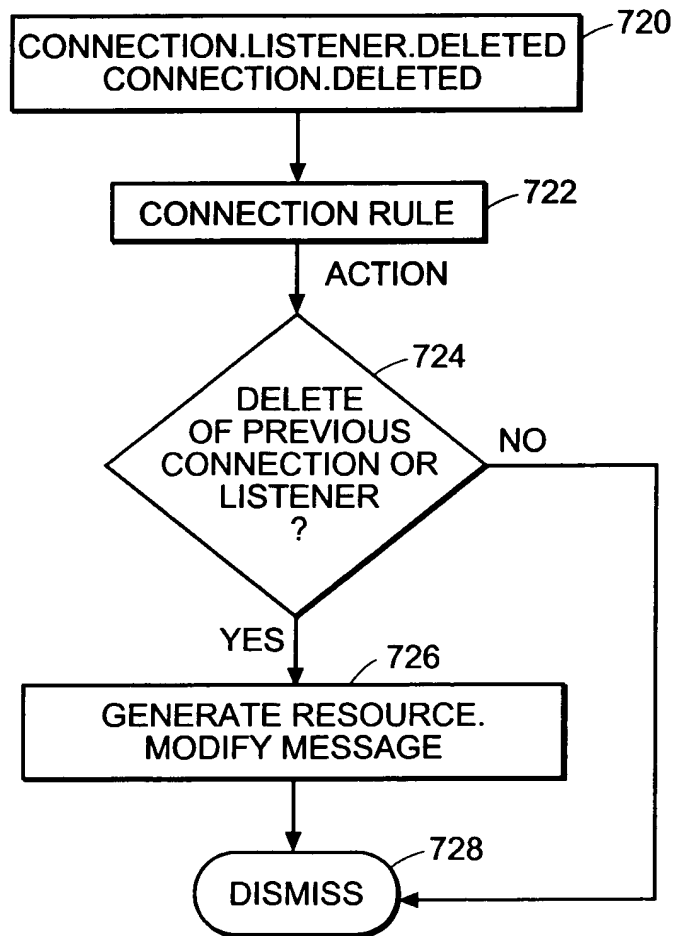 CONNECTION.LISTENER.DELETED
CONNECTION.DELETED
720
CONNECTION RULE
722
ACTION
724
DELETE
OF PREVIOUS
CONNECTION OR
LISTENER
?
NO
YES
726
GENERATE RESOURCE.
MODIFY MESSAGE
728
DISMISS